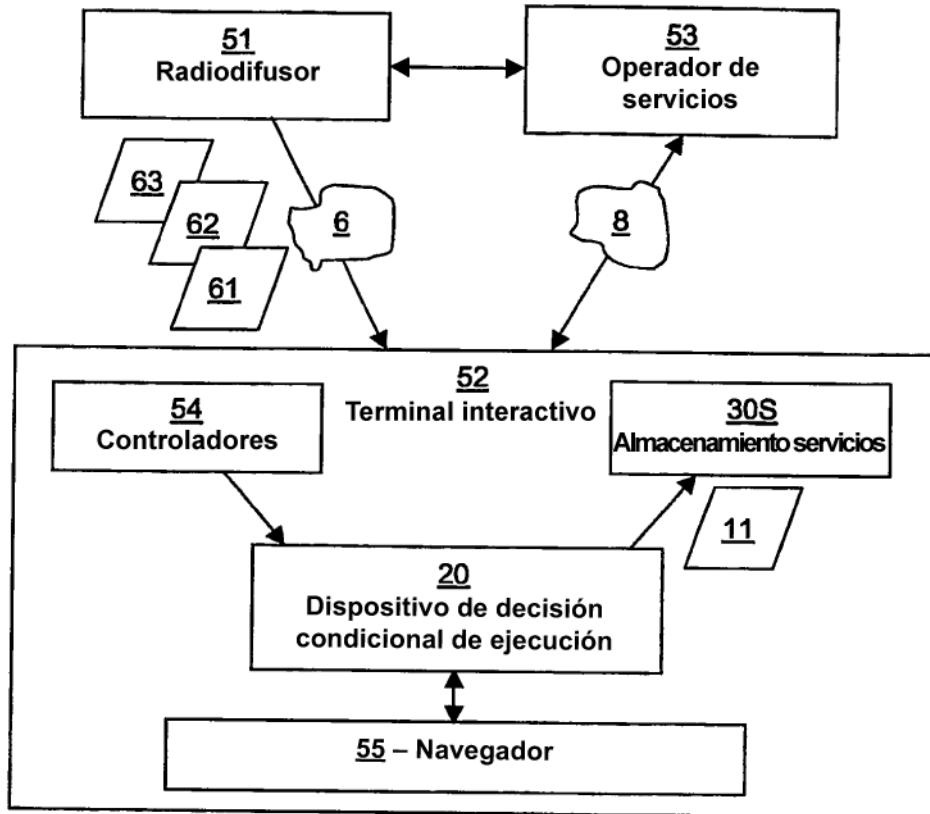 51
Radiodifusor
53
Operador de
servicios
63
62
61
6
8
52
Terminal interactivo
54
Controladores
30S
Almacenamiento servicios
11
20
Dispositivo de decisión
condicional de ejecución
55 – Navegador